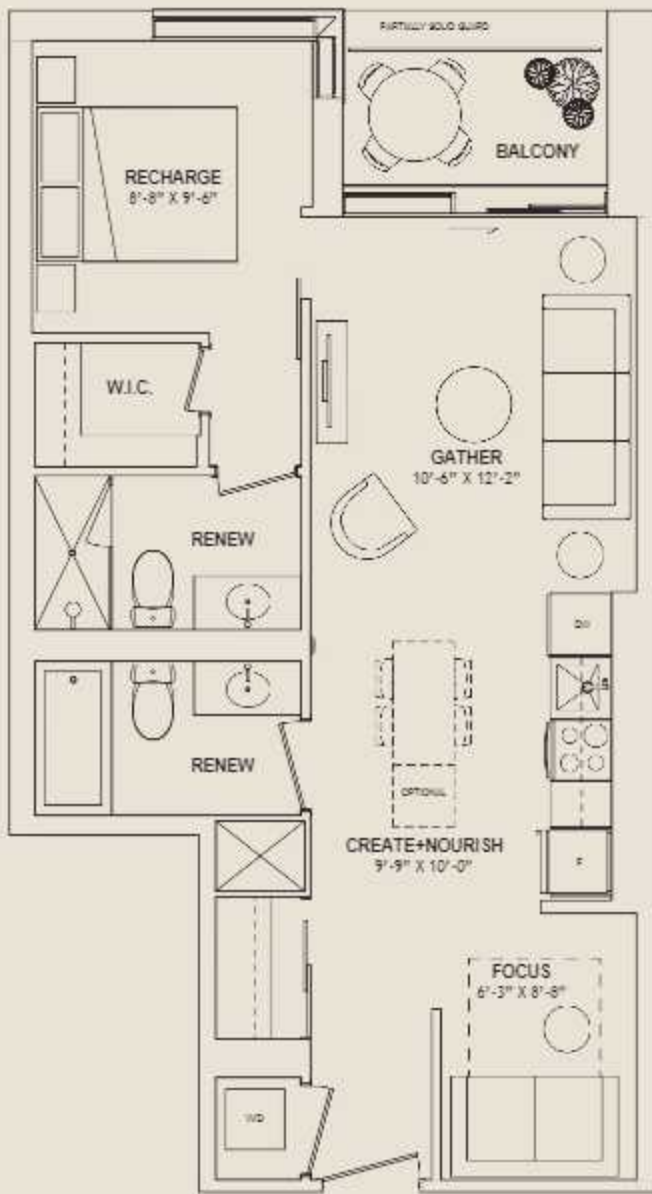 PARTIALLY SOLID GUARD
BALCONY
RECHARGE
8'-8" X 9'-6"
W.I.C.
GATHER
10'-6" X 12'-2"
RENEW
DW
RENEW
OPTIONAL
CREATE+NOURISH
9'-9" X 10'-0"
F
FOCUS
6'-3" X 8'-8"
WD